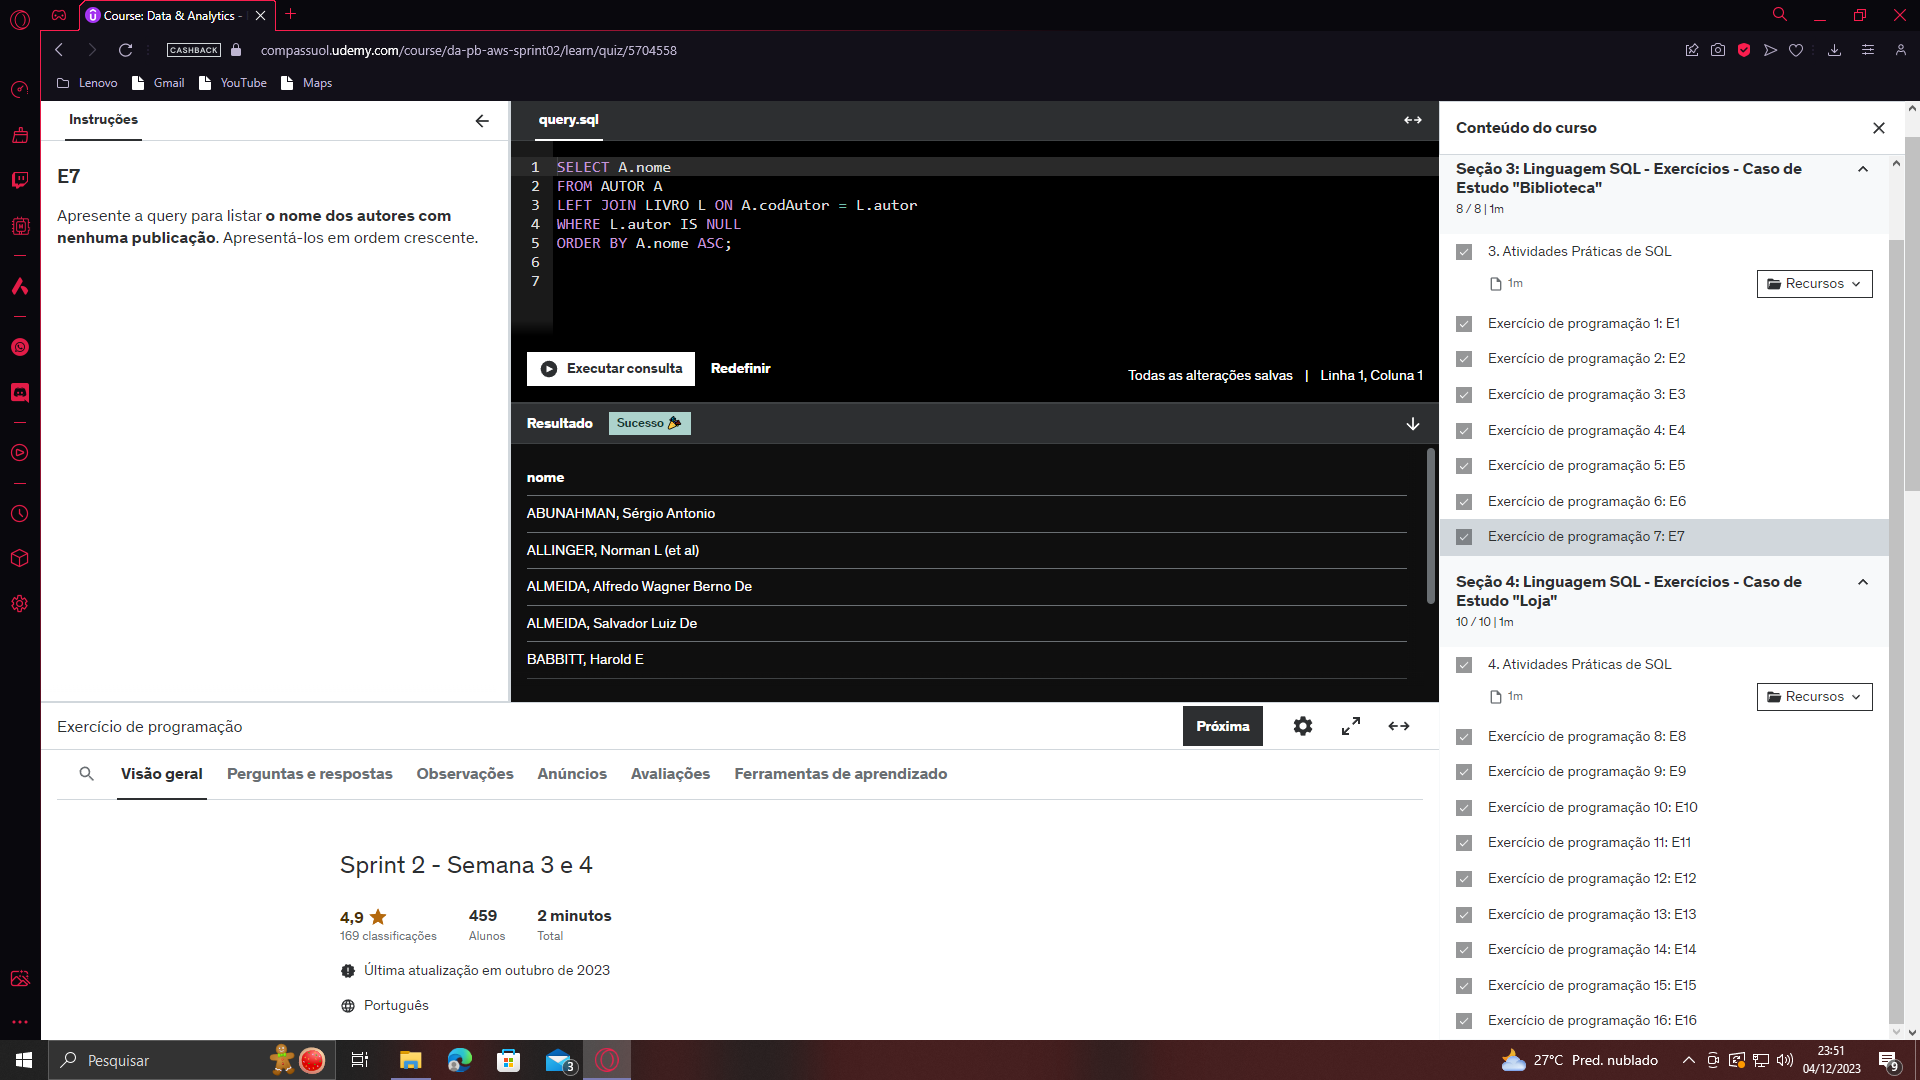 Course: Data & Analytics -
CASHBACK
compassuol.udemy.com/course/da-pb-aws-sprint02/learn/quiz/5704558
Lenovo
Gmail
YouTube
Maps
Instruções
E7
Apresente a query para listar o nome dos autores com
nenhuma publicação. Apresentá-los em ordem crescente.
query.sql
1 SELECT A.nome
2 FROM AUTOR A
3 LEFT JOIN LIVRO L ON A.codAutor = L.autor
4 WHERE L.autor IS NULL
5 ORDER BY A.nome ASC;
6
7
Executar consulta
Redefinir
Todas as alterações salvas | Linha 1, Coluna 1
Resultado
Sucesso
nome
ABUNAHMAN, Sérgio Antonio
ALLINGER, Norman L (et al)
ALMEIDA, Alfredo Wagner Berno De
ALMEIDA, Salvador Luiz De
BABBITT, Harold E
Exercício de programação
Próxima
Visão geral
Perguntas e respostas
Observações
Anúncios
Avaliações
Ferramentas de aprendizado
Sprint 2 - Semana 3 e 4
4,9
169 classificações
459
Alunos
2 minutos
Total
Última atualização em outubro de 2023
Português
Conteúdo do curso
Seção 3: Linguagem SQL - Exercícios - Caso de
Estudo "Biblioteca"
8 / 8 | 1m
3. Atividades Práticas de SQL
1m
Recursos
Exercício de programação 1: E1
Exercício de programação 2: E2
Exercício de programação 3: E3
Exercício de programação 4: E4
Exercício de programação 5: E5
Exercício de programação 6: E6
Exercício de programação 7: E7
Seção 4: Linguagem SQL - Exercícios - Caso de
Estudo "Loja"
10 / 10 | 1m
4. Atividades Práticas de SQL
1m
Recursos
Exercício de programação 8: E8
Exercício de programação 9: E9
Exercício de programação 10: E10
Exercício de programação 11: E11
Exercício de programação 12: E12
Exercício de programação 13: E13
Exercício de programação 14: E14
Exercício de programação 15: E15
Exercício de programação 16: E16
Pesquisar
3
27°C Pred. nublado
23:51
04/12/2023
9